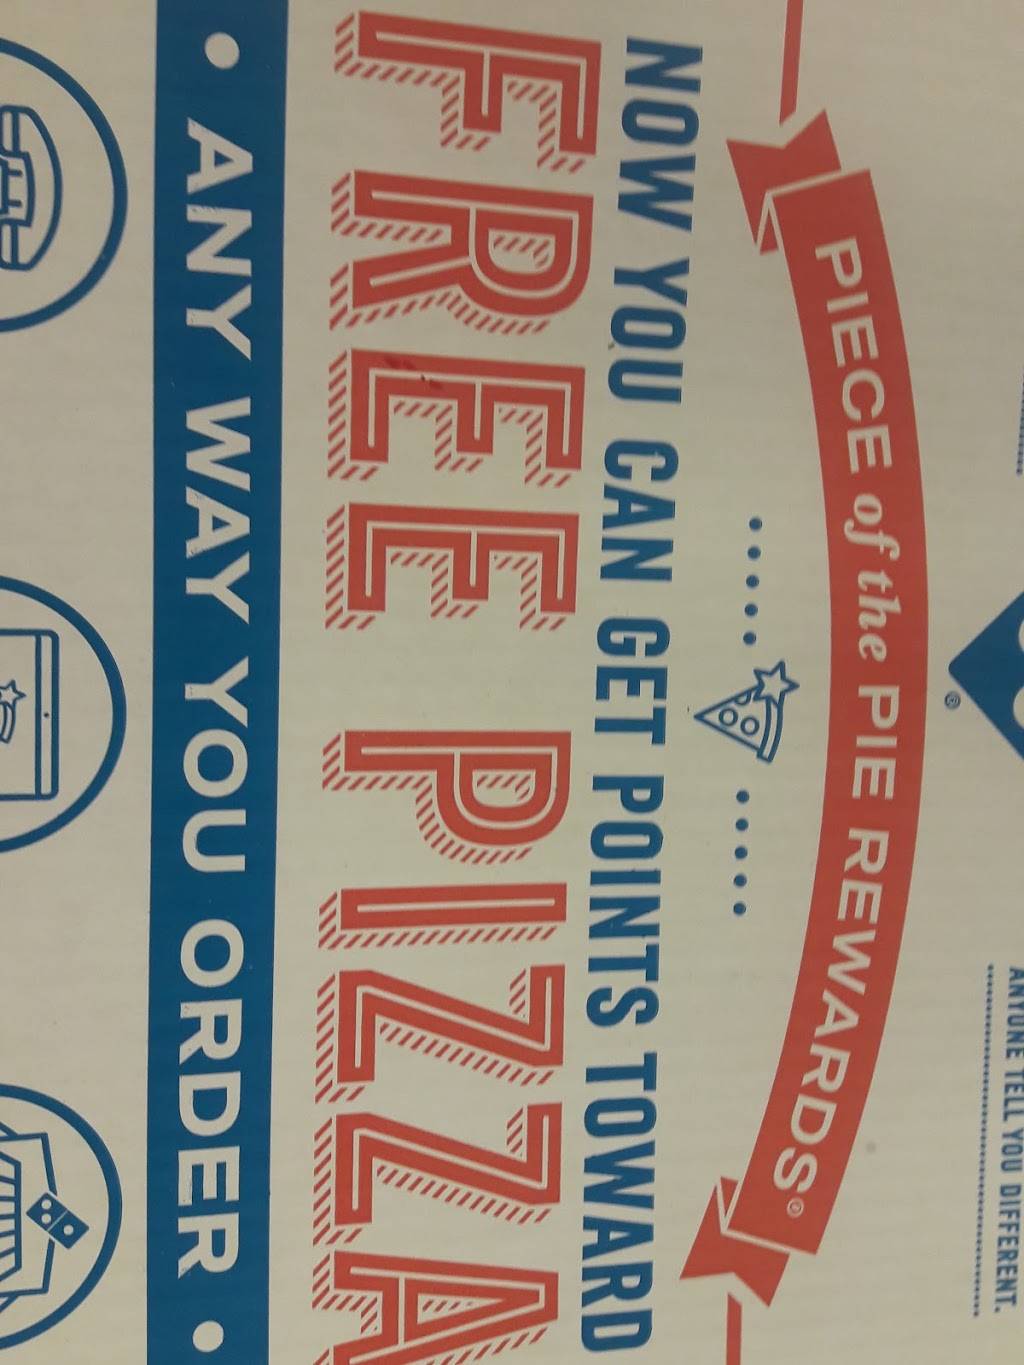 ANYONE TELL YOU DIFFERENT.
®
PIECE of the PIE REWARDS®
NOW YOU CAN GET POINTS TOWARD
FREE PIZZA
• ANY WAY YOU ORDER •